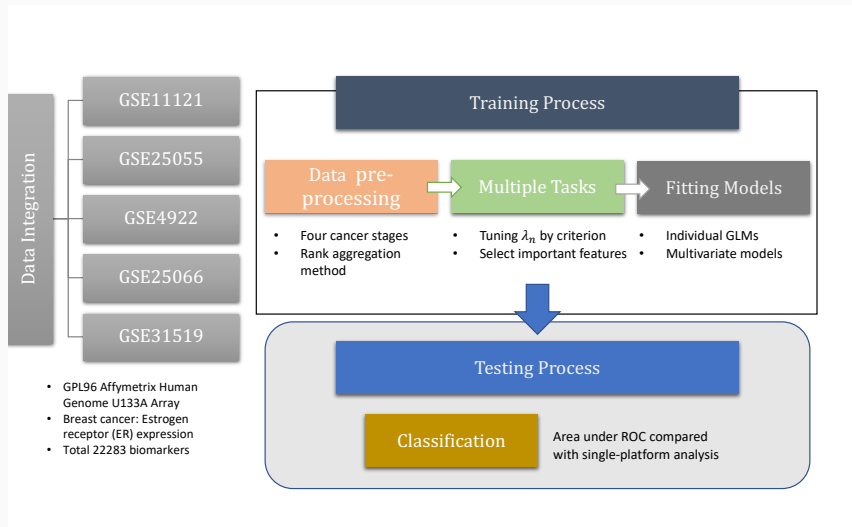 Data Integration
GSE11121
GSE25055
GSE4922
GSE25066
GSE31519
• GPL96 Affymetrix Human
Genome U133A Array
• Breast cancer: Estrogen
receptor (ER) expression
• Total 22283 biomarkers
Training Process
Data pre-
processing
• Four cancer stages
• Rank aggregation
method
Multiple Tasks
• Tuning λₙ by criterion
• Select important features
Fitting Models
• Individual GLMs
• Multivariate models
Testing Process
Classification
Area under ROC compared
with single-platform analysis